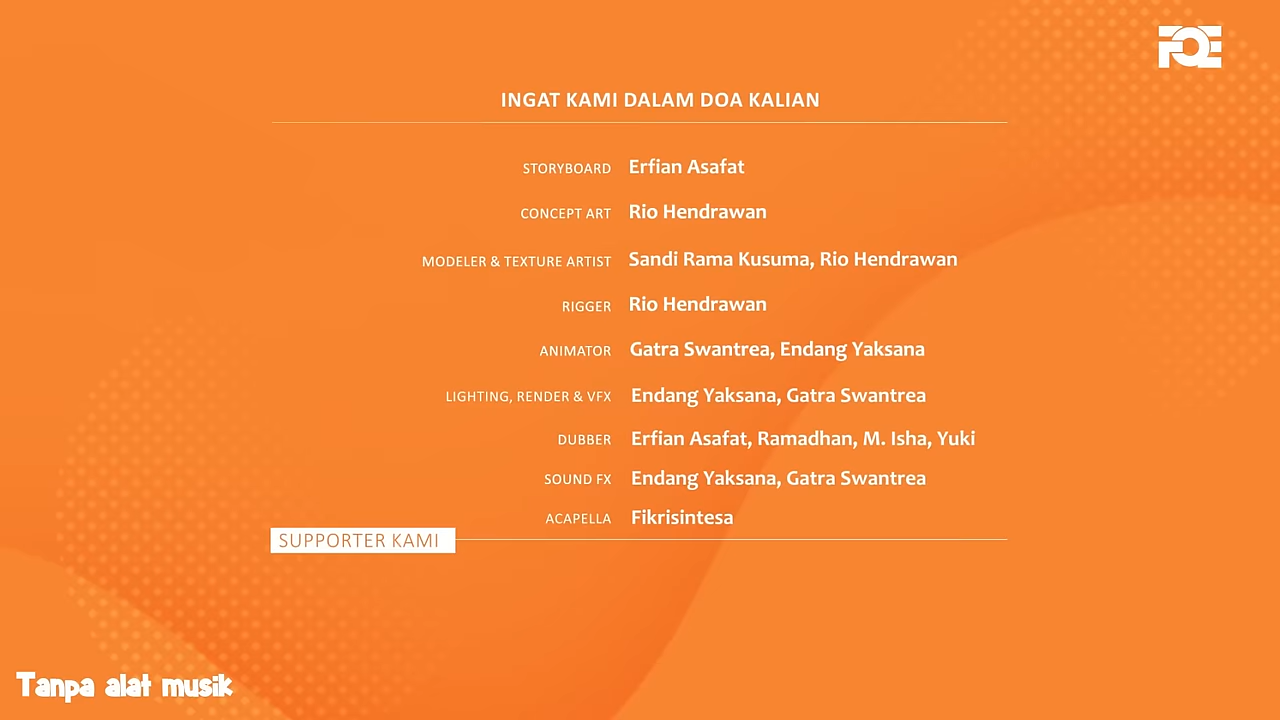 FOE
INGAT KAMI DALAM DOA KALIAN
STORYBOARD Erfian Asafat
CONCEPT ART Rio Hendrawan
MODELER & TEXTURE ARTIST Sandi Rama Kusuma, Rio Hendrawan
RIGGER Rio Hendrawan
ANIMATOR Gatra Swantrea, Endang Yaksana
LIGHTING, RENDER & VFX Endang Yaksana, Gatra Swantrea
DUBBER Erfian Asafat, Ramadhan, M. Isha, Yuki
SOUND FX Endang Yaksana, Gatra Swantrea
ACAPELLA Fikrisintesa
SUPPORTER KAMI
Tanpa alat musik